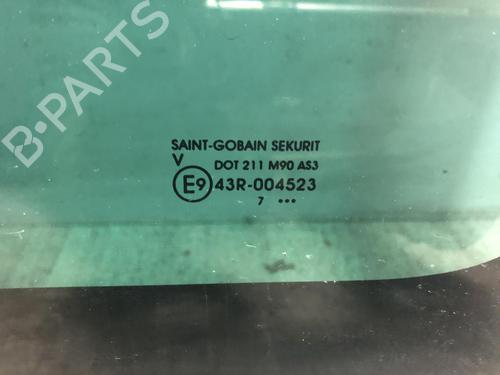 B-PARTS
SAINT-GOBAIN SEKURIT
V DOT 211 M90 AS3
E9 43R-004523
7 •••